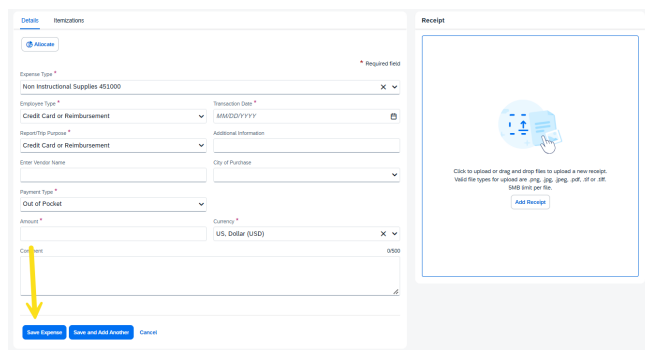 Details Itemizations
Allocate
* Required field
Expense Type *
Non Instructional Supplies 451000
Employee Type * Transaction Date *
Credit Card or Reimbursement MM/DD/YYYY
Report/Trip Purpose * Additional Information
Credit Card or Reimbursement
Enter Vendor Name City of Purchase
Payment Type *
Out of Pocket
Amount * Currency *
US, Dollar (USD)
Comment 0/500
Save Expense Save and Add Another Cancel
Receipt
Click to upload or drag and drop files to upload a new receipt.
Valid file types for upload are .png, .jpg, .jpeg, .pdf, .tif or .tiff.
5MB limit per file.
Add Receipt